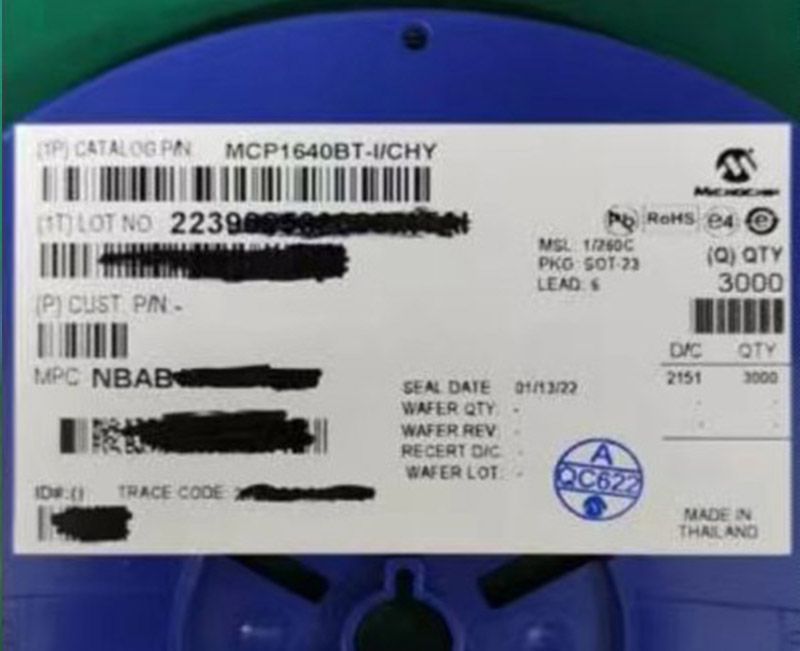 (1P) CATALOG P/N MCP1640BT-I/CHY
MICROCHIP
(1T) LOT NO 2239
Pb RoHS e4 e
MSL: 1/260C
PKG: SOT-23
LEAD: 6
(Q) QTY
3000
(P) CUST. P/N: -
D/C QTY
2151 3000
- -
- -
MPC NBAB
SEAL DATE 01/13/22
WAFER QTY: -
WAFER REV: -
RECERT D/C: -
WAFER LOT: -
A
QC622
ID#:() TRACE CODE:
MADE IN
THAILAND